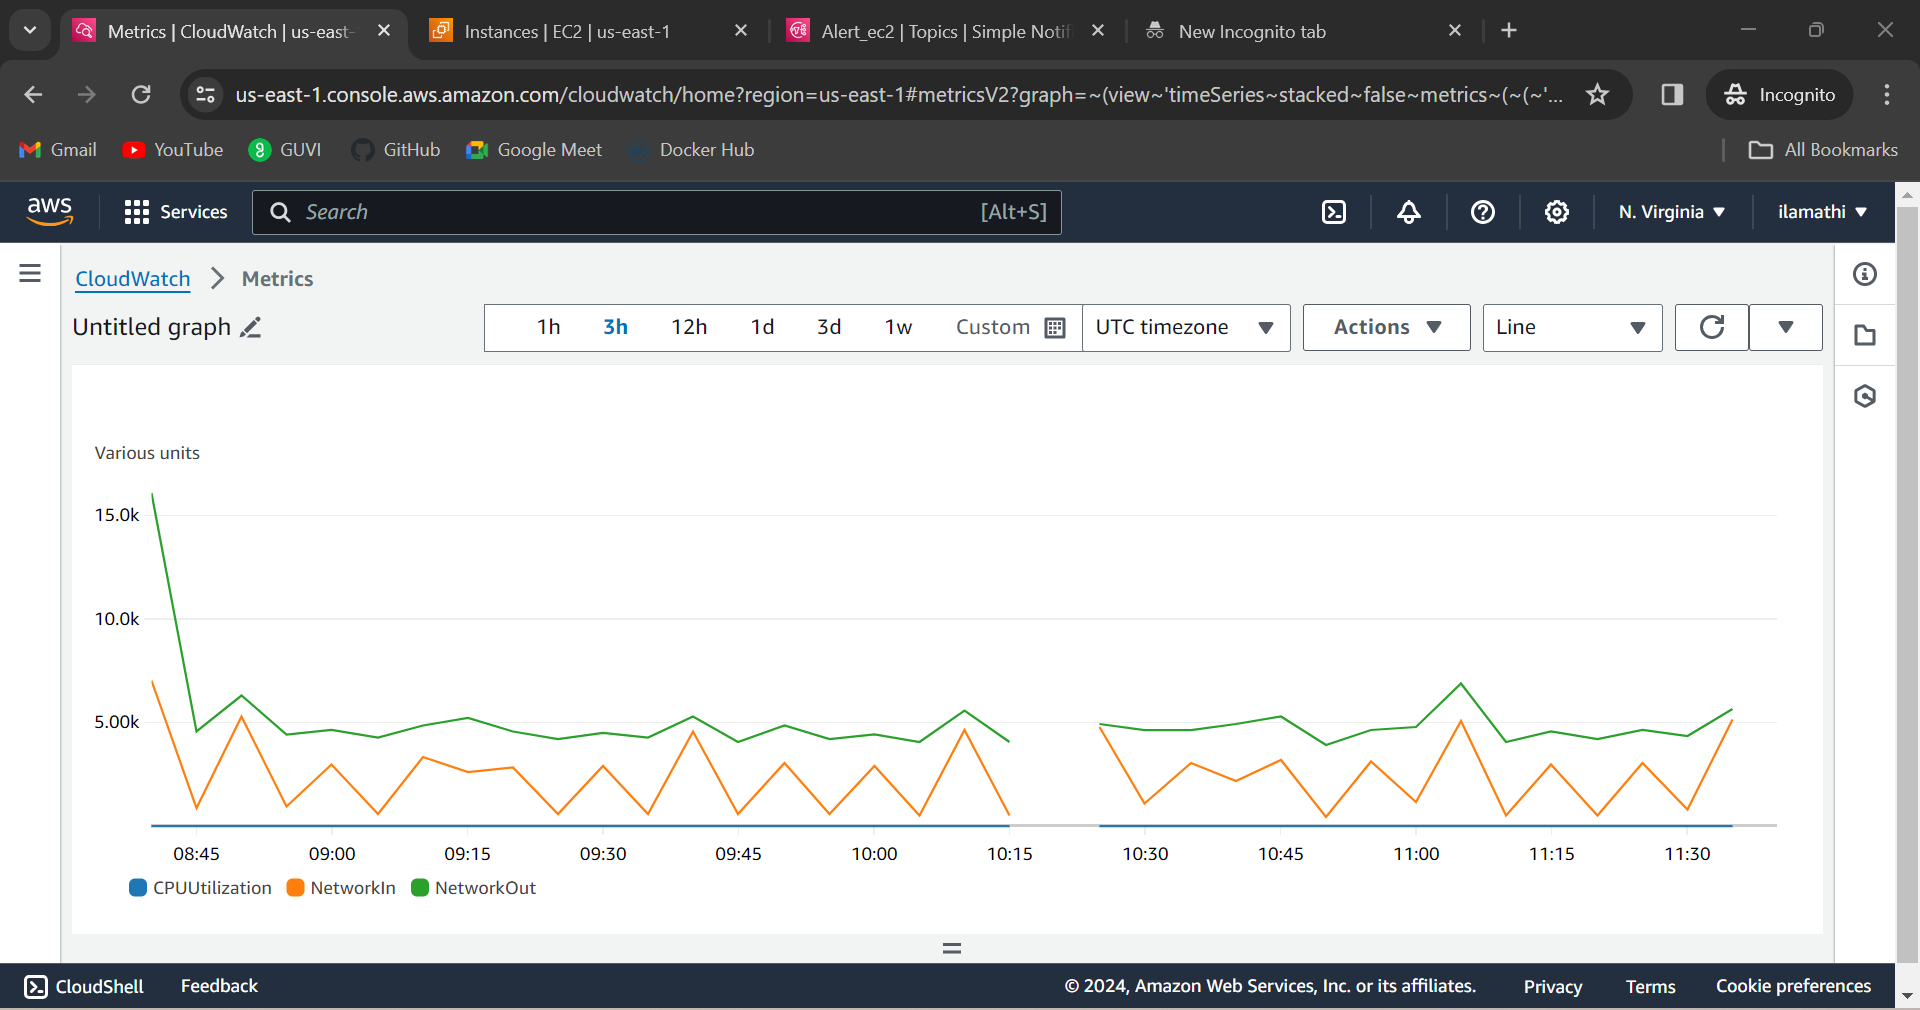 Metrics | CloudWatch | us-east-
Instances | EC2 | us-east-1
Alert_ec2 | Topics | Simple Notifi
New Incognito tab
us-east-1.console.aws.amazon.com/cloudwatch/home?region=us-east-1#metricsV2?graph=~(view~'timeSeries~stacked~false~metrics~(~(~'...
Incognito
Gmail
YouTube
GUVI
GitHub
Google Meet
Docker Hub
All Bookmarks
aws
Services
Search
[Alt+S]
N. Virginia
ilamathi
CloudWatch
Metrics
Untitled graph
1h
3h
12h
1d
3d
1w
Custom
UTC timezone
Actions
Line
Various units
15.0k
10.0k
5.00k
08:45
09:00
09:15
09:30
09:45
10:00
10:15
10:30
10:45
11:00
11:15
11:30
CPUUtilization
NetworkIn
NetworkOut
CloudShell
Feedback
© 2024, Amazon Web Services, Inc. or its affiliates.
Privacy
Terms
Cookie preferences